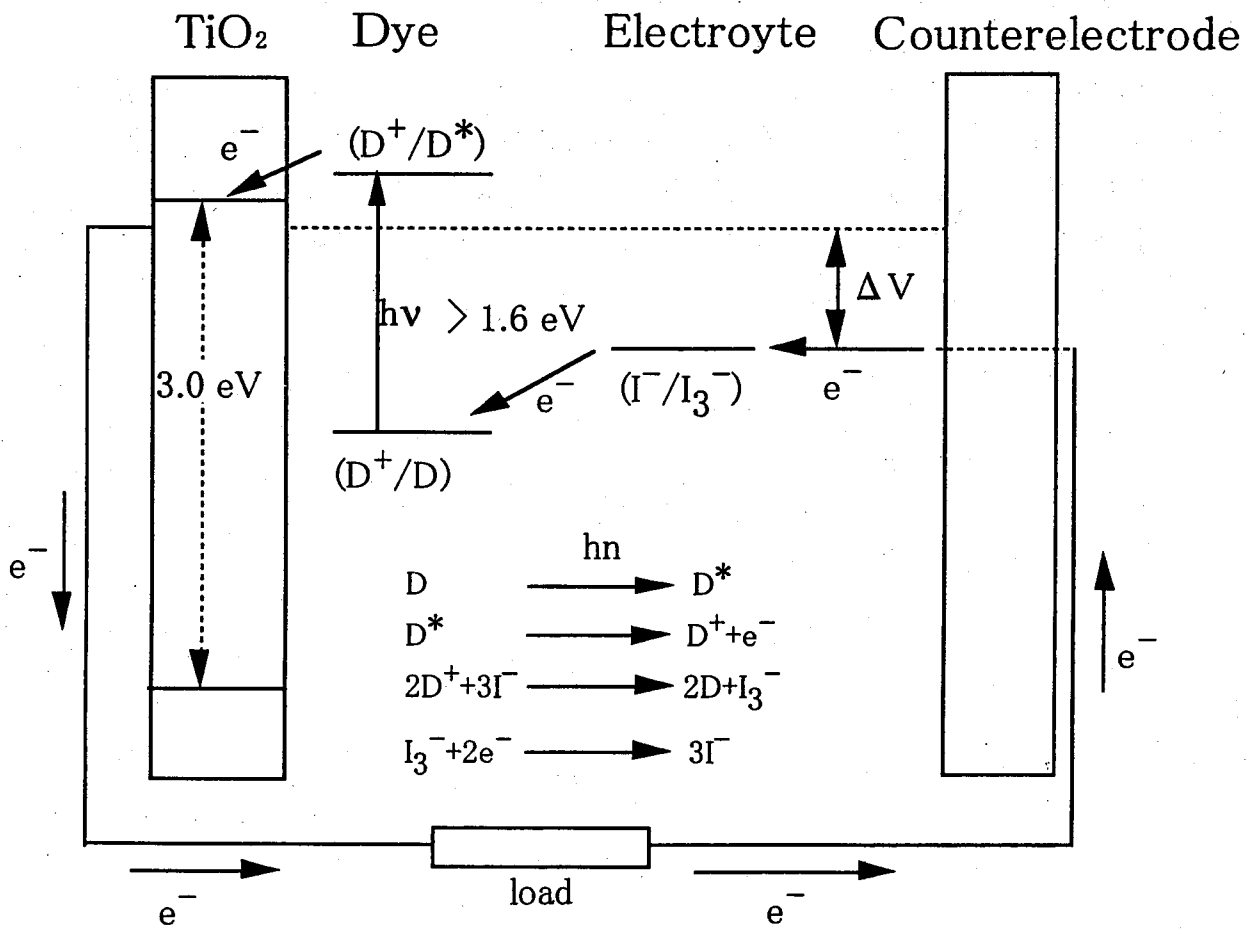 TiO₂ Dye Electroyte Counterelectrode
e⁻ (D⁺/D*)
ΔV
hν > 1.6 eV
3.0 eV
e⁻ (I⁻/I₃⁻) e⁻
(D⁺/D)
e⁻
hn
D D*
D* D⁺+e⁻
e⁻
2D⁺+3I⁻ 2D+I₃⁻
I₃⁻+2e⁻ 3I⁻
load
e⁻ e⁻